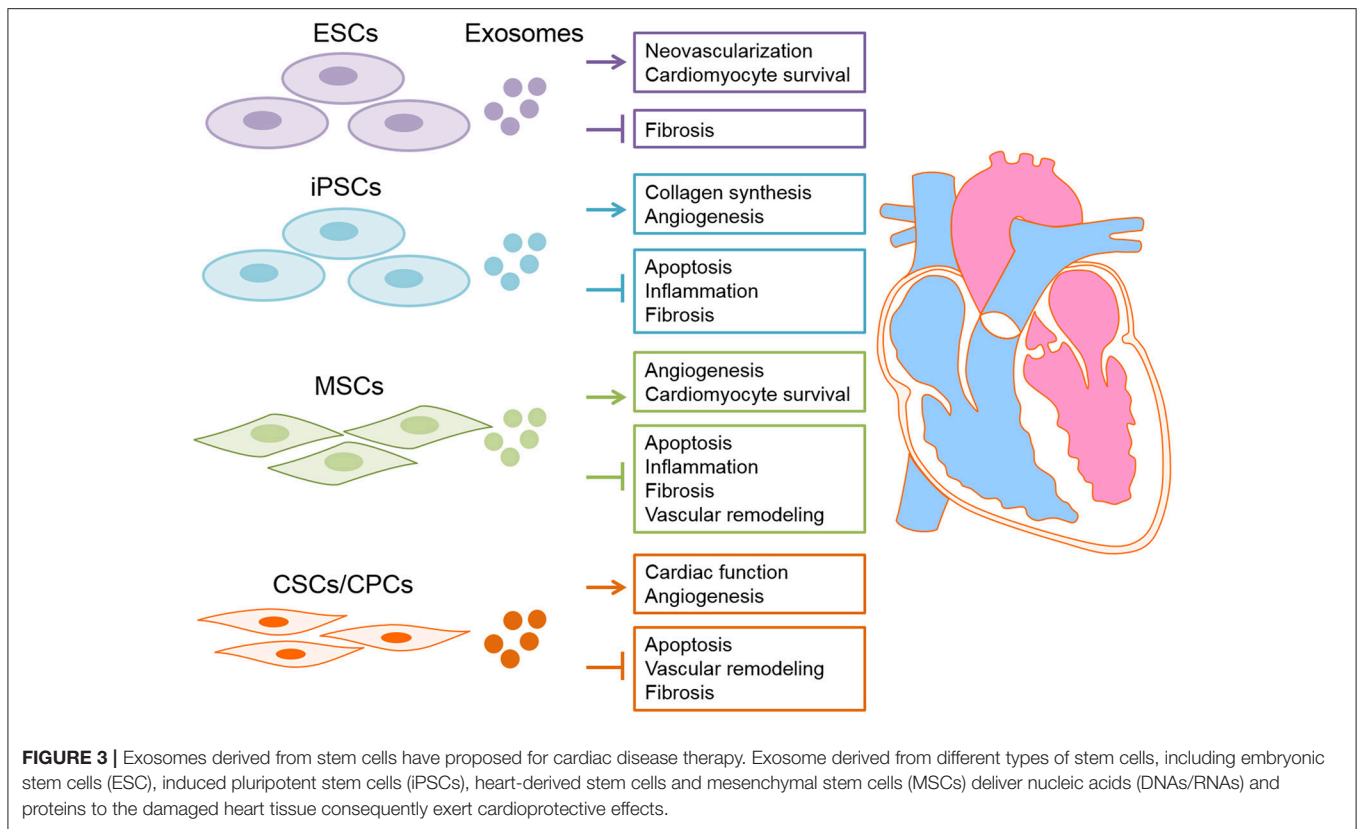 ESCs
Exosomes
Neovascularization
Cardiomyocyte survival
Fibrosis
iPSCs
Collagen synthesis
Angiogenesis
Apoptosis
Inflammation
Fibrosis
MSCs
Angiogenesis
Cardiomyocyte survival
Apoptosis
Inflammation
Fibrosis
Vascular remodeling
CSCs/CPCs
Cardiac function
Angiogenesis
Apoptosis
Vascular remodeling
Fibrosis
FIGURE 3 | Exosomes derived from stem cells have proposed for cardiac disease therapy. Exosome derived from different types of stem cells, including embryonic
stem cells (ESC), induced pluripotent stem cells (iPSCs), heart-derived stem cells and mesenchymal stem cells (MSCs) deliver nucleic acids (DNAs/RNAs) and
proteins to the damaged heart tissue consequently exert cardioprotective effects.